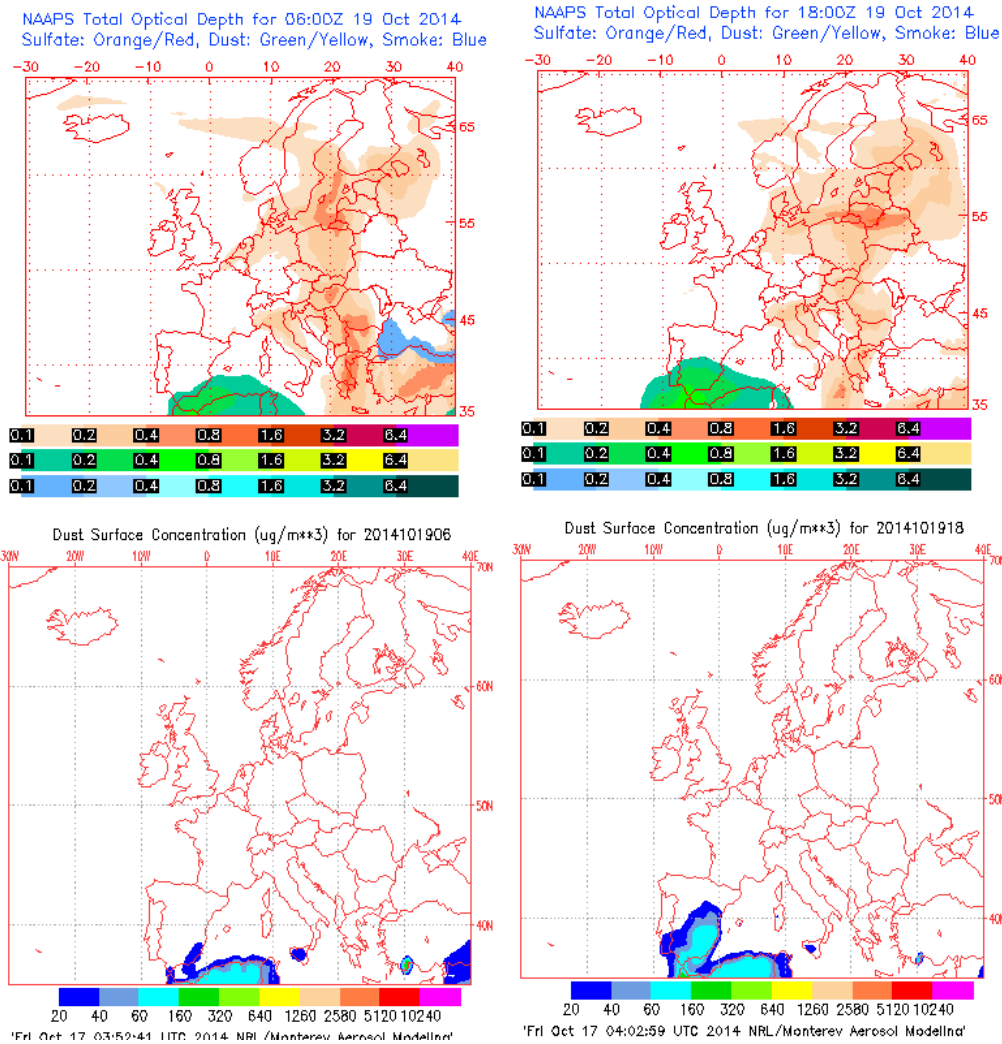 NAAPS Total Optical Depth for 06:00Z 19 Oct 2014
Sulfate: Orange/Red, Dust: Green/Yellow, Smoke: Blue
-30 -20 -10 0 10 20 30 40
65
55
45
35
0.1 0.2 0.4 0.8 1.6 3.2 6.4
0.1 0.2 0.4 0.8 1.6 3.2 6.4
0.1 0.2 0.4 0.8 1.6 3.2 6.4
NAAPS Total Optical Depth for 18:00Z 19 Oct 2014
Sulfate: Orange/Red, Dust: Green/Yellow, Smoke: Blue
-30 -20 -10 0 10 20 30 40
65
55
45
35
0.1 0.2 0.4 0.8 1.6 3.2 6.4
0.1 0.2 0.4 0.8 1.6 3.2 6.4
0.1 0.2 0.4 0.8 1.6 3.2 6.4
Dust Surface Concentration (ug/m**3) for 2014101906
30W 20W 10W 0 10E 20E 30E 70N
60N
50N
40N
20 40 60 160 320 640 1260 2580 5120 10240
'Fri Oct 17 03:52:41 UTC 2014 NRL/Monterey Aerosol Modeling'
Dust Surface Concentration (ug/m**3) for 2014101918
30W 20W 10W 0 10E 20E 30E 70N
60N
50N
40N
20 40 60 160 320 640 1260 2580 5120 10240
'Fri Oct 17 04:02:59 UTC 2014 NRL/Monterey Aerosol Modeling'